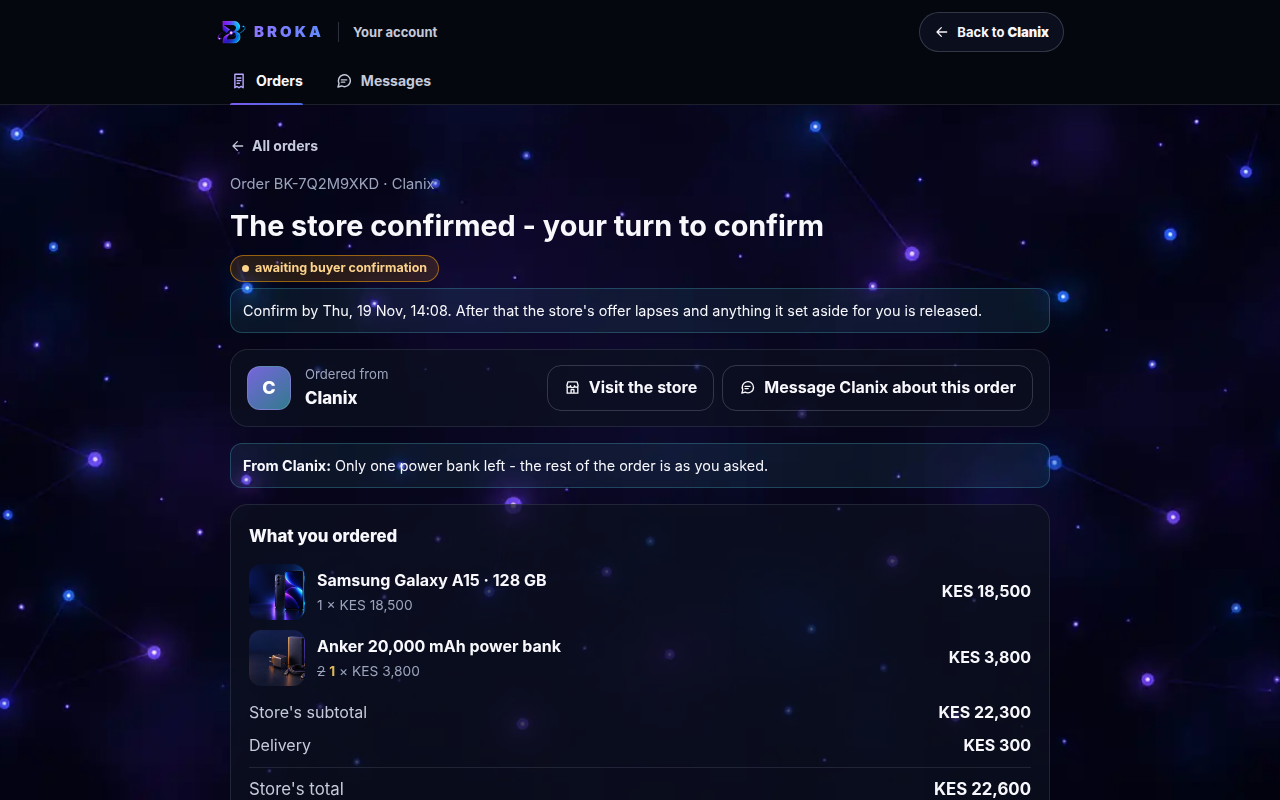 BROKA
Your account
Back to Clanix
Orders
Messages
All orders
Order BK-7Q2M9XKD · Clanix
The store confirmed - your turn to confirm
awaiting buyer confirmation
Confirm by Thu, 19 Nov, 14:08. After that the store's offer lapses and anything it set aside for you is released.
C
Ordered from
Clanix
Visit the store
Message Clanix about this order
From Clanix: Only one power bank left - the rest of the order is as you asked.
What you ordered
Samsung Galaxy A15 · 128 GB
1 × KES 18,500
KES 18,500
Anker 20,000 mAh power bank
2 1 × KES 3,800
KES 3,800
Store's subtotal
KES 22,300
Delivery
KES 300
Store's total
KES 22,600